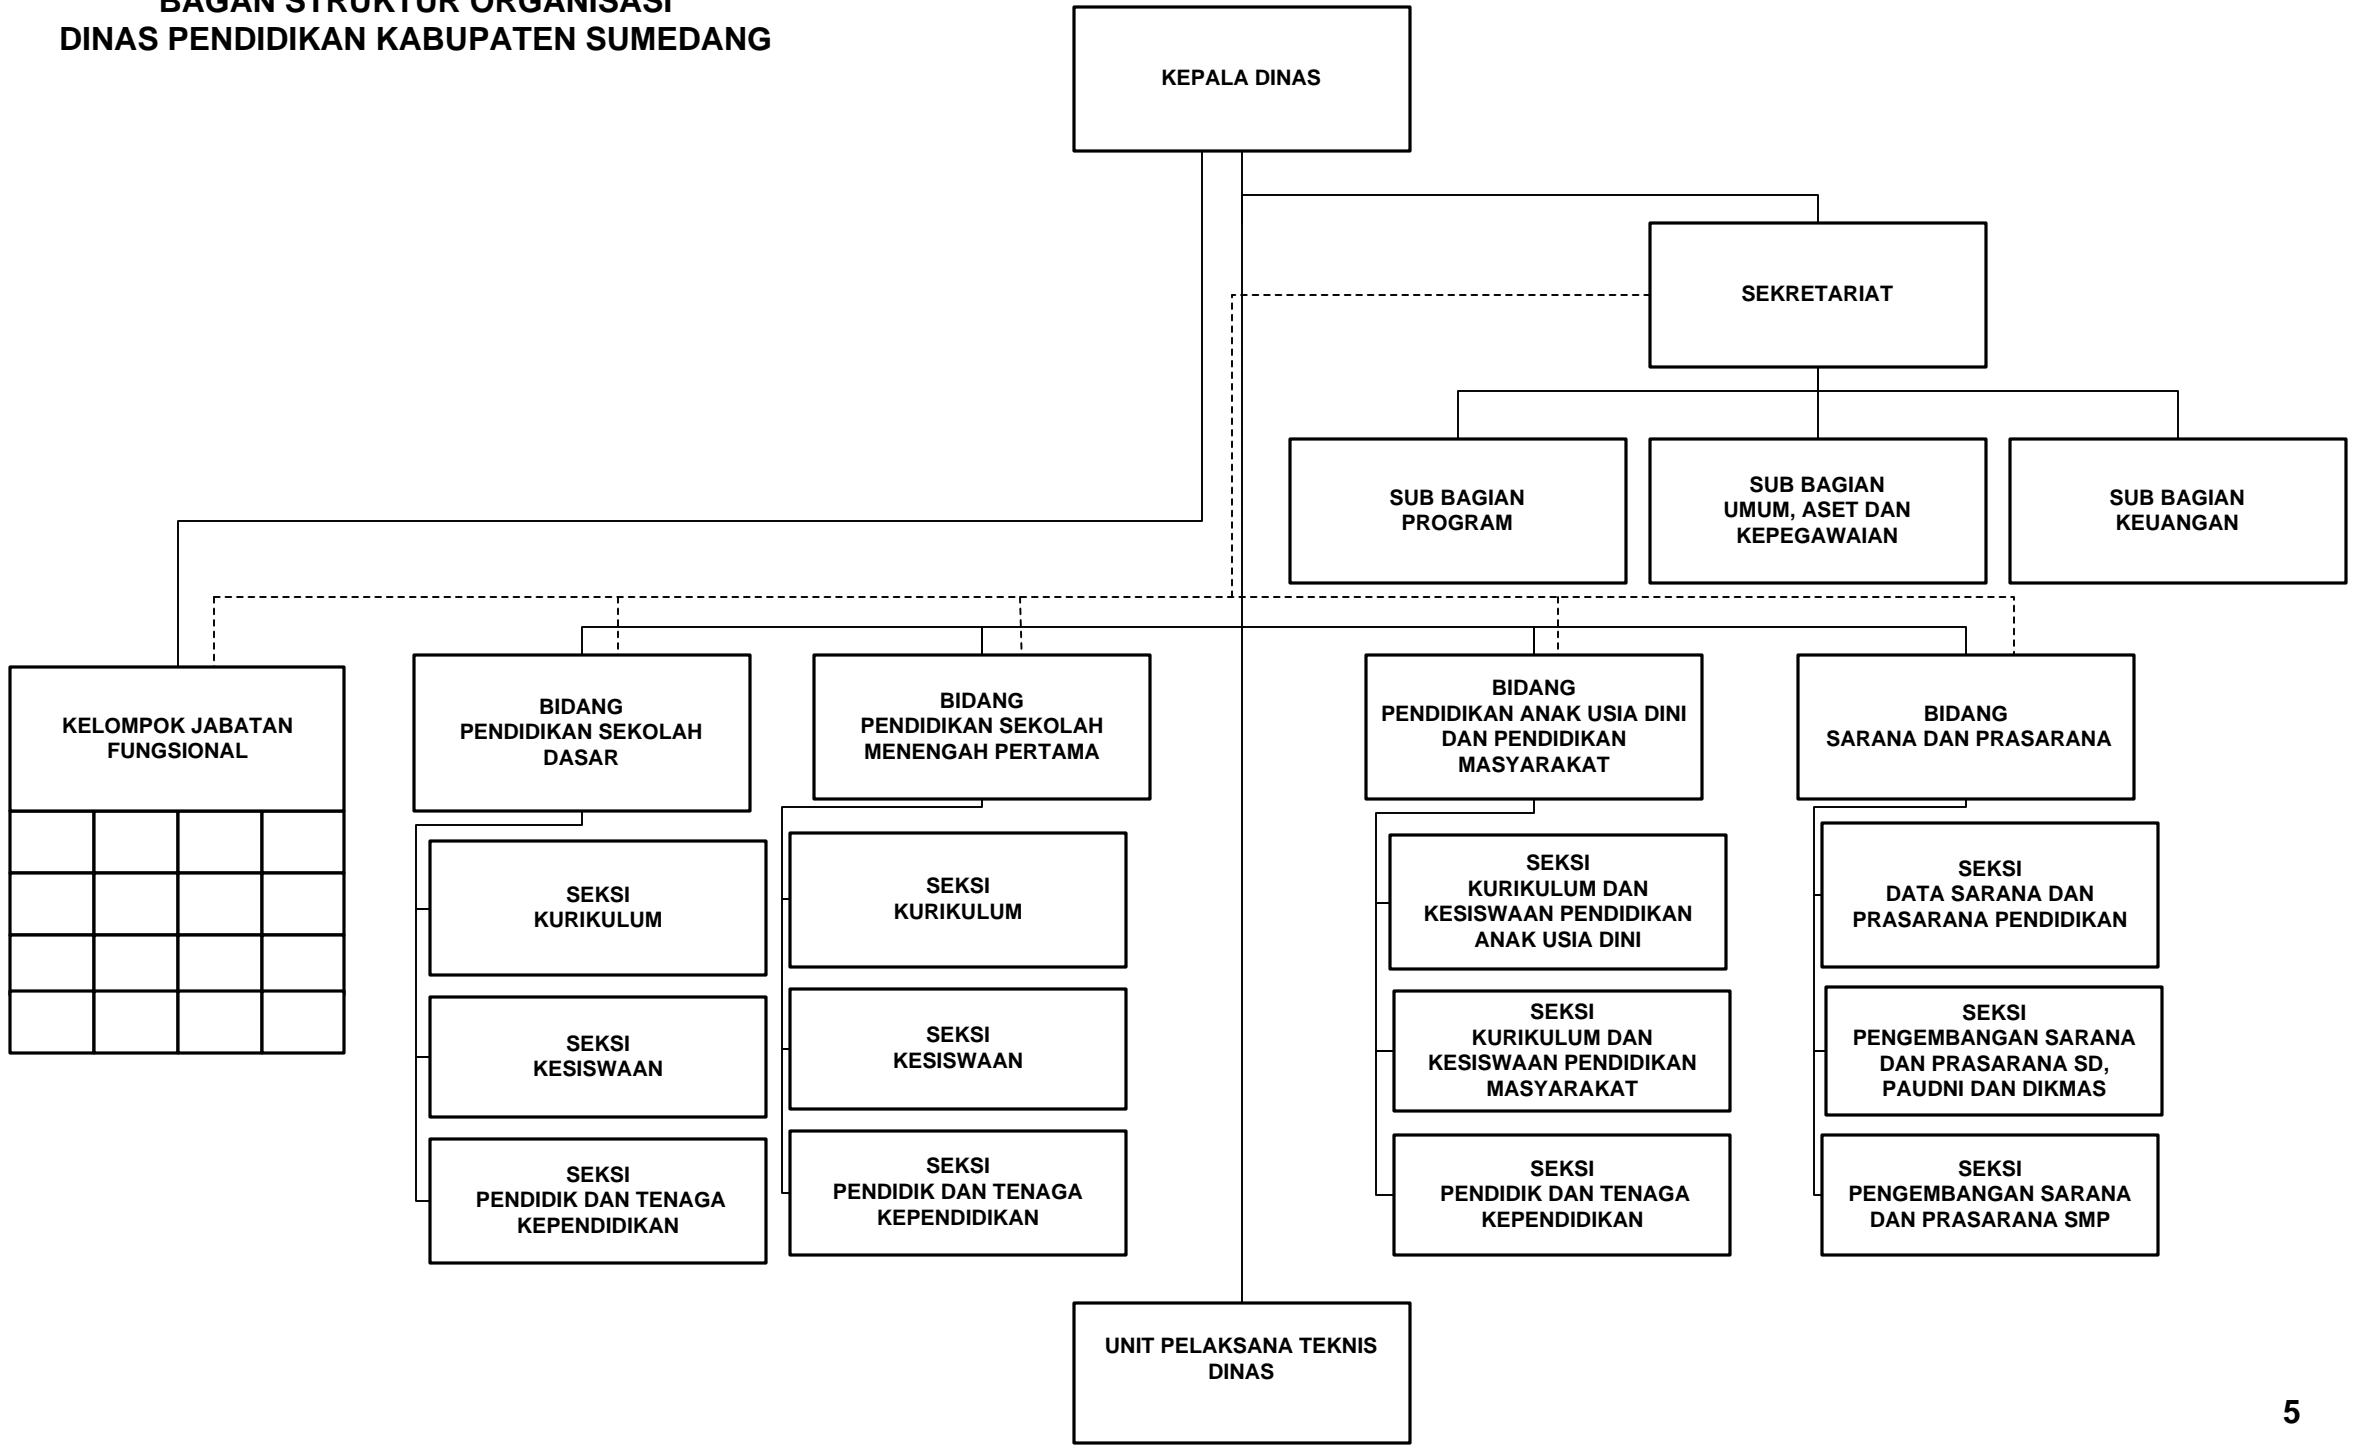 BAGAN STRUKTUR ORGANISASI
DINAS PENDIDIKAN KABUPATEN SUMEDANG
KEPALA DINAS
SEKRETARIAT
SUB BAGIAN
PROGRAM
SUB BAGIAN
UMUM, ASET DAN
KEPEGAWAIAN
SUB BAGIAN
KEUANGAN
KELOMPOK JABATAN
FUNGSIONAL
BIDANG
PENDIDIKAN SEKOLAH
DASAR
BIDANG
PENDIDIKAN SEKOLAH
MENENGAH PERTAMA
BIDANG
PENDIDIKAN ANAK USIA DINI
DAN PENDIDIKAN
MASYARAKAT
BIDANG
SARANA DAN PRASARANA
SEKSI
KURIKULUM
SEKSI
KESISWAAN
SEKSI
PENDIDIK DAN TENAGA
KEPENDIDIKAN
SEKSI
KURIKULUM
SEKSI
KESISWAAN
SEKSI
PENDIDIK DAN TENAGA
KEPENDIDIKAN
SEKSI
KURIKULUM DAN
KESISWAAN PENDIDIKAN
ANAK USIA DINI
SEKSI
KURIKULUM DAN
KESISWAAN PENDIDIKAN
MASYARAKAT
SEKSI
PENDIDIK DAN TENAGA
KEPENDIDIKAN
SEKSI
DATA SARANA DAN
PRASARANA PENDIDIKAN
SEKSI
PENGEMBANGAN SARANA
DAN PRASARANA SD,
PAUDNI DAN DIKMAS
SEKSI
PENGEMBANGAN SARANA
DAN PRASARANA SMP
UNIT PELAKSANA TEKNIS
DINAS
5